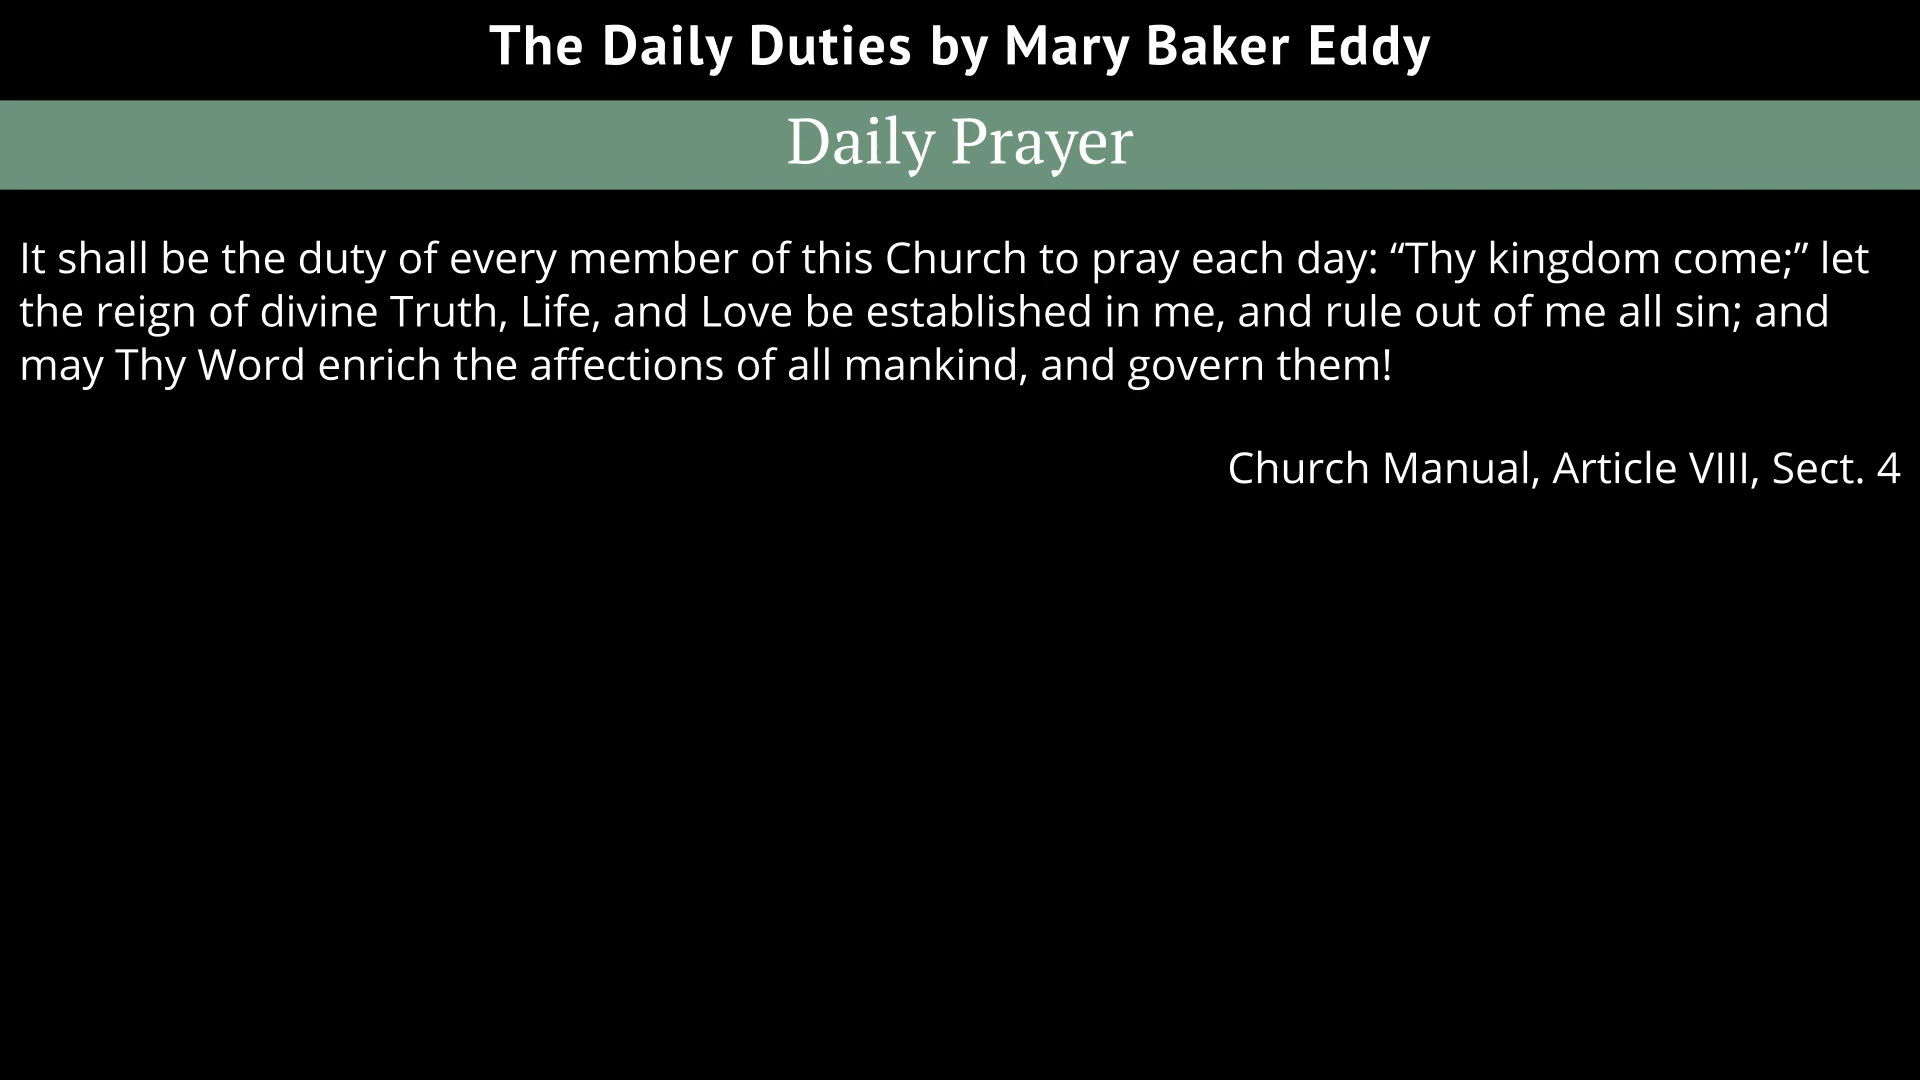 The Daily Duties by Mary Baker Eddy
Daily Prayer
It shall be the duty of every member of this Church to pray each day: “Thy kingdom come;” let
the reign of divine Truth, Life, and Love be established in me, and rule out of me all sin; and
may Thy Word enrich the affections of all mankind, and govern them!
Church Manual, Article VIII, Sect. 4